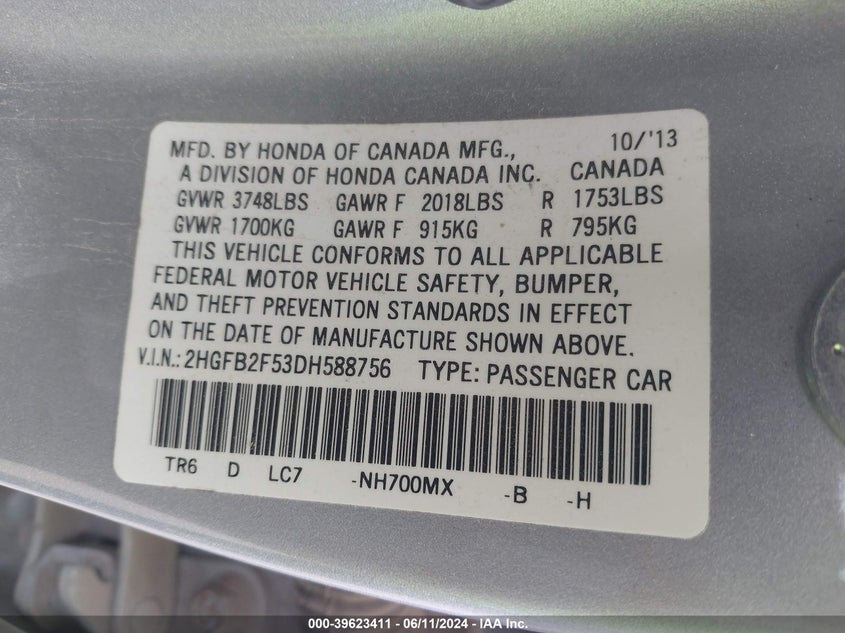 10/'13
MFD. BY HONDA OF CANADA MFG.,
A DIVISION OF HONDA CANADA INC. CANADA
GVWR 3748LBS GAWR F 2018LBS R 1753LBS
GVWR 1700KG GAWR F 915KG R 795KG
THIS VEHICLE CONFORMS TO ALL APPLICABLE
FEDERAL MOTOR VEHICLE SAFETY, BUMPER,
AND THEFT PREVENTION STANDARDS IN EFFECT
ON THE DATE OF MANUFACTURE SHOWN ABOVE.
V.I.N.: 2HGFB2F53DH588756 TYPE: PASSENGER CAR
TR6 D LC7 -NH700MX -B -H
000-39623411 - 06/11/2024 - IAA Inc.